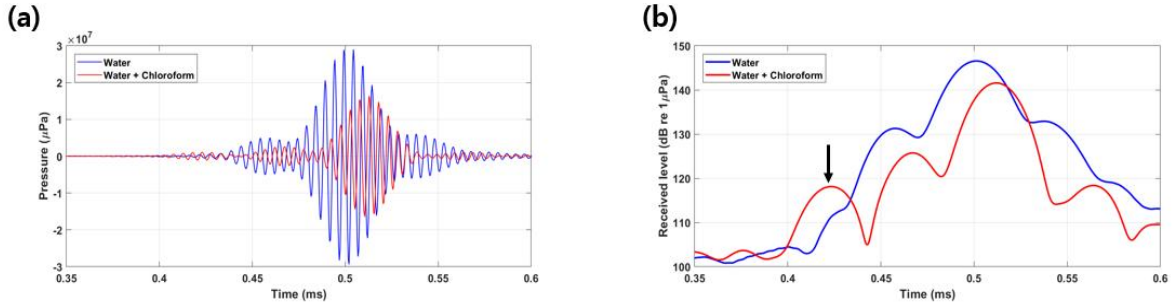 (a)
×10⁷
Water
Water + Chloroform
Pressure (μPa)
3
2
1
0
-1
-2
-3
0.35
0.4
0.45
0.5
0.55
0.6
Time (ms)
(b)
Water
Water + Chloroform
Received level (dB re 1μPa)
150
140
130
120
110
100
0.35
0.4
0.45
0.5
0.55
0.6
Time (ms)